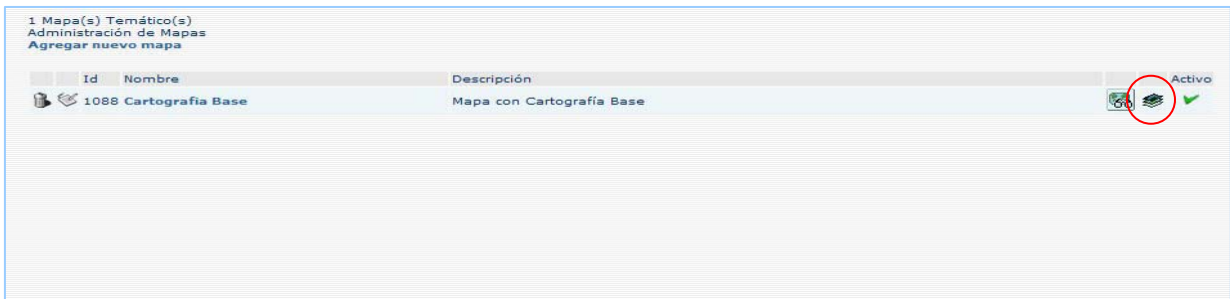 1 Mapa(s) Temático(s)
Administración de Mapas
Agregar nuevo mapa
Id Nombre Descripción Activo
1088 Cartografia Base Mapa con Cartografía Base